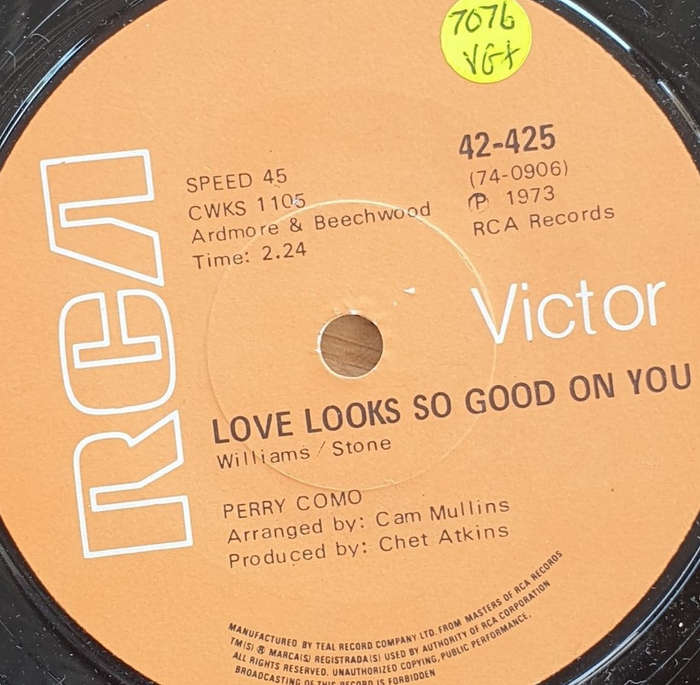 7076
VG+
42-425
(74-0906)
℗ 1973
RCA Records
SPEED 45
CWKS 1105
Ardmore & Beechwood
Time: 2.24
RCA
Victor
LOVE LOOKS SO GOOD ON YOU
Williams / Stone
PERRY COMO
Arranged by: Cam Mullins
Produced by: Chet Atkins
MANUFACTURED BY TEAL RECORD COMPANY LTD. FROM MASTERS OF RCA RECORDS
TM(S) ® MARCA(S) REGISTRADA(S) USED BY AUTHORITY OF RCA CORPORATION
ALL RIGHTS RESERVED. UNAUTHORIZED COPYING, PUBLIC PERFORMANCE,
BROADCASTING OF THIS RECORD IS FORBIDDEN